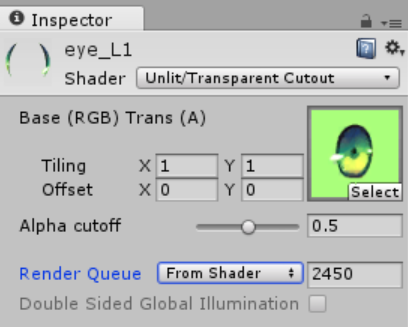 Inspector
eye_L1
Shader Unlit/Transparent Cutout
Base (RGB) Trans (A)
Tiling X 1 Y 1
Offset X 0 Y 0
Select
Alpha cutoff 0.5
Render Queue From Shader 2450
Double Sided Global Illumination